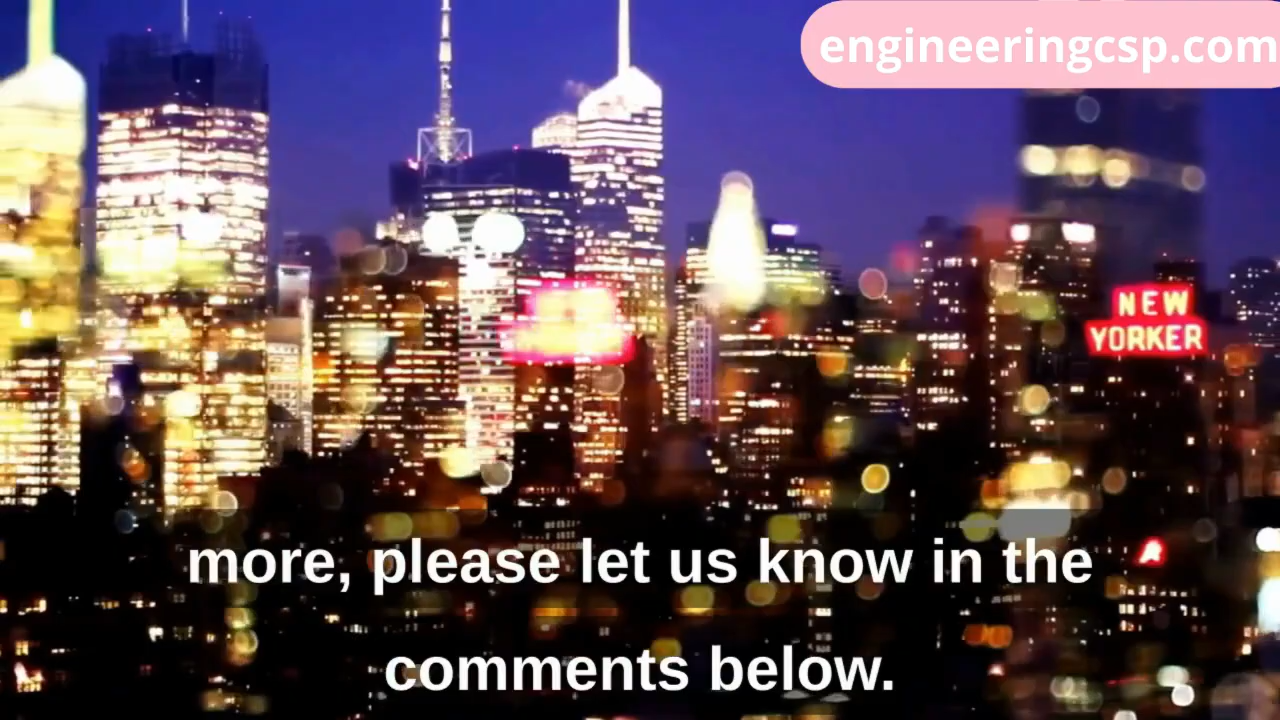 engineeringcsp.com
NEW
YORKER
more, please let us know in the
comments below.